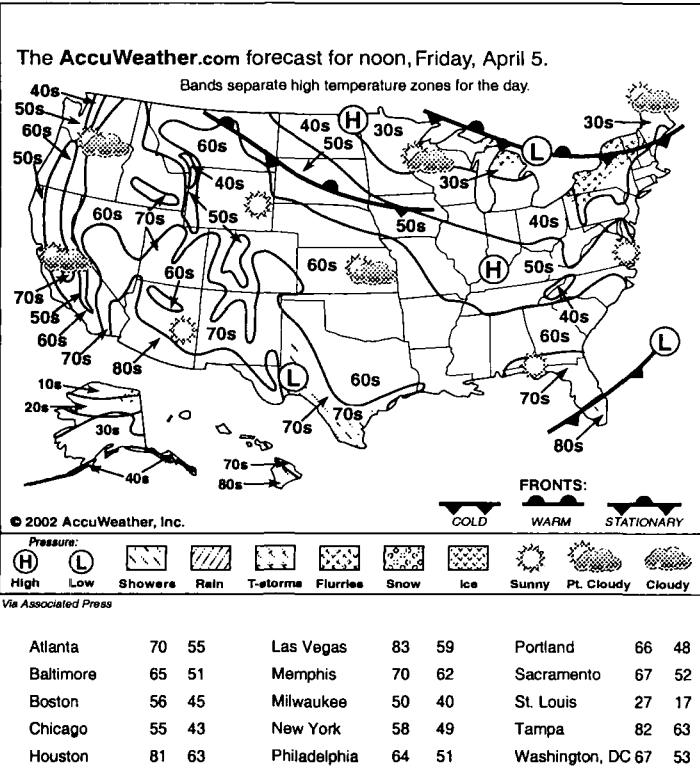 The AccuWeather.com forecast for noon, Friday, April 5.
Bands separate high temperature zones for the day.
40s
50s
60s
50s
60s
70s
40s
50s
60s
40s
50s
H
30s
30s
L
30s
50s
40s
H
50s
60s
60s
70s
50s
60s
70s
80s
70s
40s
60s
L
60s
70s
70s
70s
80s
L
10s
20s
30s
40s
70s
80s
FRONTS:
COLD WARM STATIONARY
© 2002 AccuWeather, Inc.
Pressure:
H L
High Low Showers Rain T-storms Flurries Snow Ice Sunny Pt. Cloudy Cloudy
Via Associated Press
Atlanta 70 55 Las Vegas 83 59 Portland 66 48
Baltimore 65 51 Memphis 70 62 Sacramento 67 52
Boston 56 45 Milwaukee 50 40 St. Louis 27 17
Chicago 55 43 New York 58 49 Tampa 82 63
Houston 81 63 Philadelphia 64 51 Washington, DC 67 53